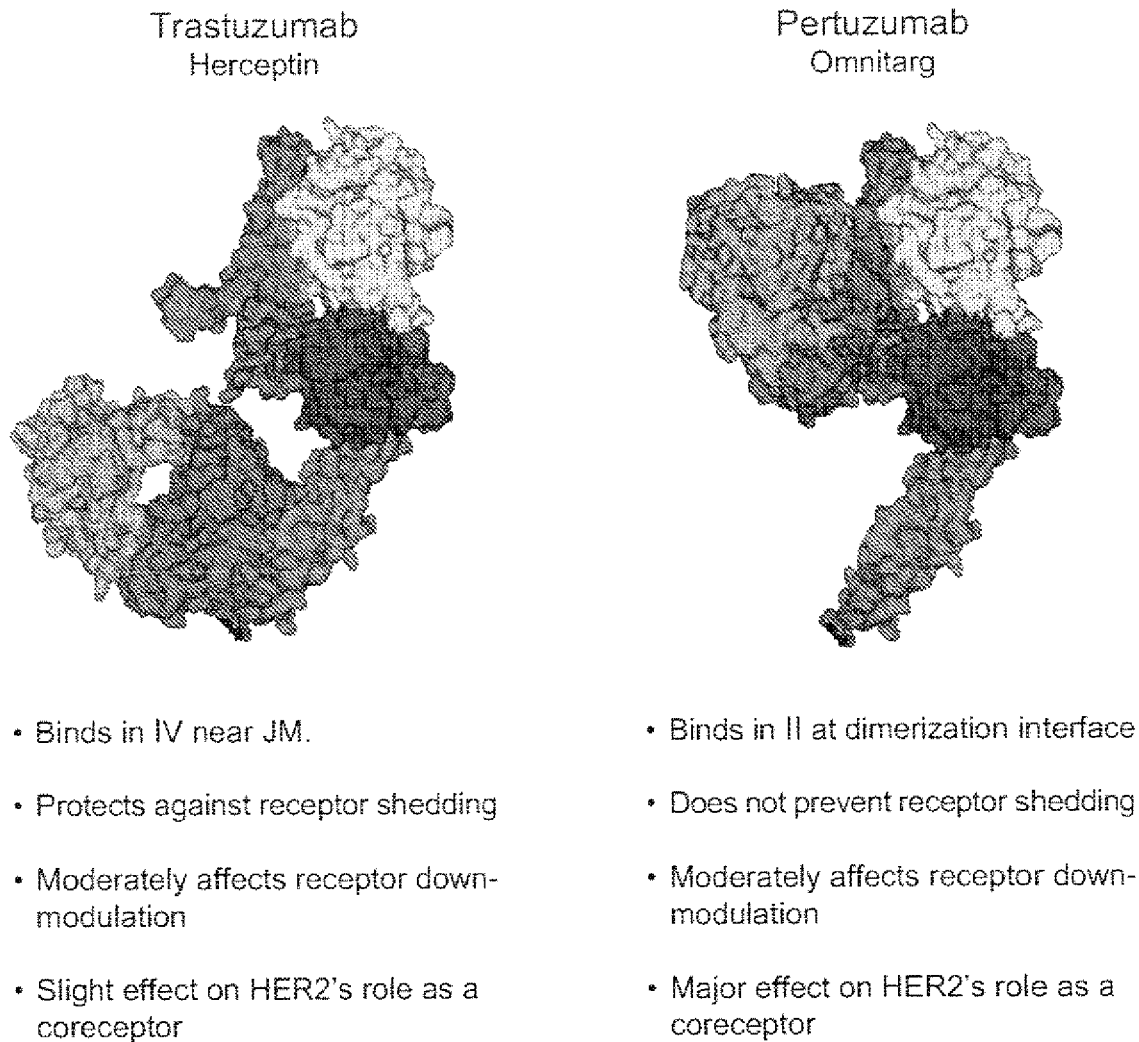 Trastuzumab
Herceptin
• Binds in IV near JM.
• Protects against receptor shedding
• Moderately affects receptor down-
modulation
• Slight effect on HER2's role as a
coreceptor
Pertuzumab
Omnitarg
• Binds in II at dimerization interface
• Does not prevent receptor shedding
• Moderately affects receptor down-
modulation
• Major effect on HER2's role as a
coreceptor